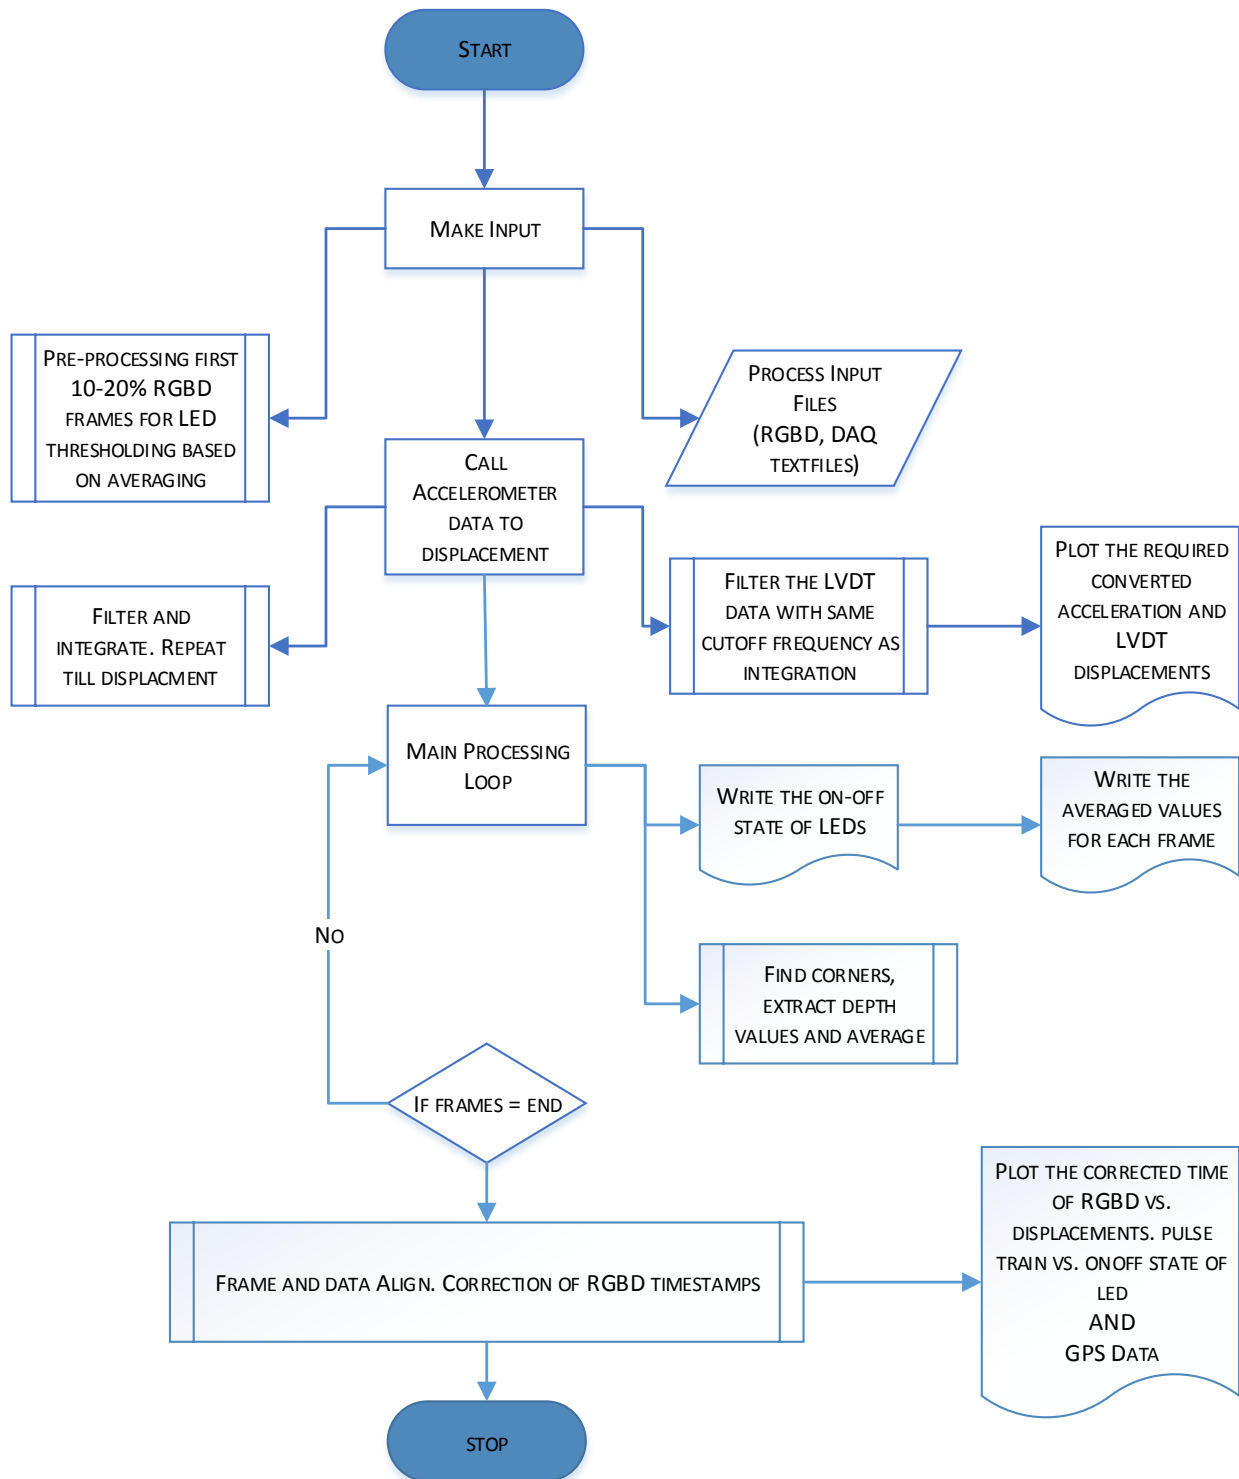 START
MAKE INPUT
PRE-PROCESSING FIRST
10-20% RGBD
FRAMES FOR LED
THRESHOLDING BASED
ON AVERAGING
PROCESS INPUT
FILES
(RGBD, DAQ
TEXTFILES)
CALL
ACCELEROMETER
DATA TO
DISPLACEMENT
FILTER AND
INTEGRATE. REPEAT
TILL DISPLACMENT
FILTER THE LVDT
DATA WITH SAME
CUTOFF FREQUENCY AS
INTEGRATION
PLOT THE REQUIRED
CONVERTED
ACCELERATION AND
LVDT
DISPLACEMENTS
MAIN PROCESSING
LOOP
WRITE THE ON-OFF
STATE OF LEDS
WRITE THE
AVERAGED VALUES
FOR EACH FRAME
NO
FIND CORNERS,
EXTRACT DEPTH
VALUES AND AVERAGE
IF FRAMES = END
FRAME AND DATA ALIGN. CORRECTION OF RGBD TIMESTAMPS
PLOT THE CORRECTED TIME
OF RGBD VS.
DISPLACEMENTS. PULSE
TRAIN VS. ONOFF STATE OF
LED
AND
GPS DATA
STOP